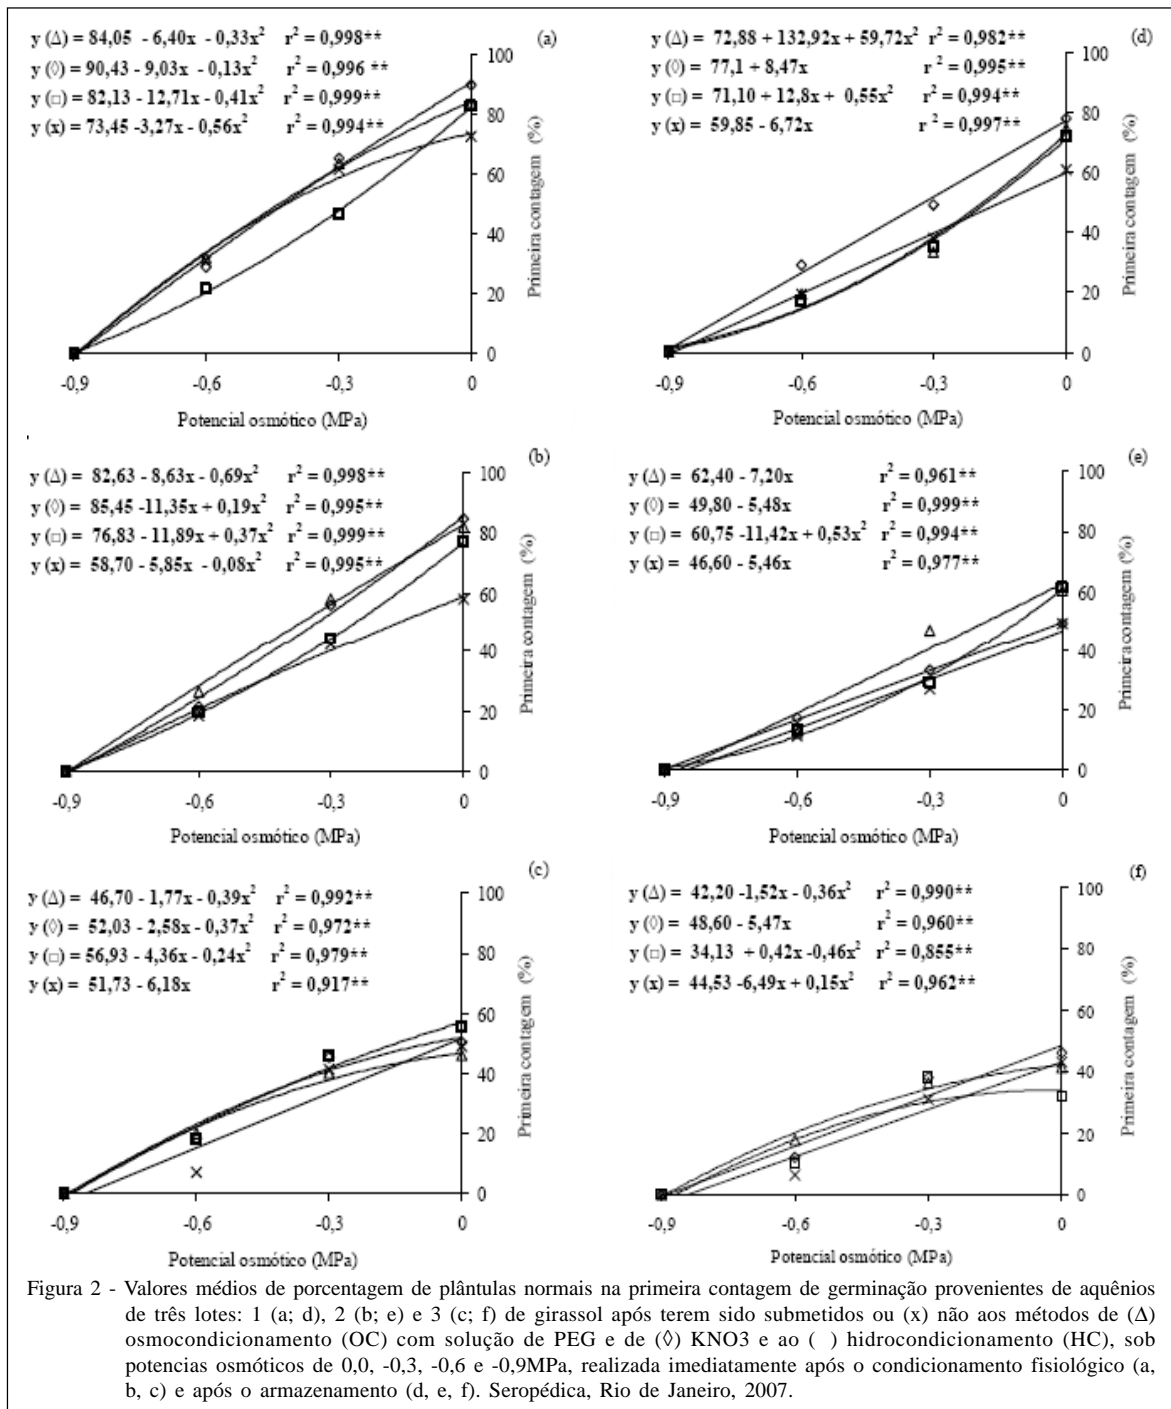 y (Δ) = 84,05 - 6,40x - 0,33x² r² = 0,998**
y (◊) = 90,43 - 9,03x - 0,13x² r² = 0,996 **
y (□) = 82,13 - 12,71x - 0,41x² r² = 0,999**
y (x) = 73,45 -3,27x - 0,56x² r² = 0,994**
(a)
100
80
60
40
20
0
Primeira contagem (%)
-0,9 -0,6 -0,3 0
Potencial osmótico (MPa)
y (Δ) = 72,88 + 132,92x + 59,72x² r² = 0,982**
y (◊) = 77,1 + 8,47x r² = 0,995**
y (□) = 71,10 + 12,8x + 0,55x² r² = 0,994**
y (x) = 59,85 - 6,72x r² = 0,997**
(d)
100
80
60
40
20
0
Primeira contagem (%)
-0,9 -0,6 -0,3 0
Potencial osmótico (MPa)
y (Δ) = 82,63 - 8,63x - 0,69x² r² = 0,998**
y (◊) = 85,45 -11,35x + 0,19x² r² = 0,995**
y (□) = 76,83 - 11,89x + 0,37x² r² = 0,999**
y (x) = 58,70 - 5,85x - 0,08x² r² = 0,995**
(b)
100
80
60
40
20
0
Primeira contagem (%)
-0,9 -0,6 -0,3 0
Potencial osmótico (MPa)
y (Δ) = 62,40 - 7,20x r² = 0,961**
y (◊) = 49,80 - 5,48x r² = 0,999**
y (□) = 60,75 -11,42x + 0,53x² r² = 0,994**
y (x) = 46,60 - 5,46x r² = 0,977**
(e)
100
80
60
40
20
0
Primeira contagem (%)
-0,9 -0,6 -0,3 0
Potencial osmótico (MPa)
y (Δ) = 46,70 - 1,77x - 0,39x² r² = 0,992**
y (◊) = 52,03 - 2,58x - 0,37x² r² = 0,972**
y (□) = 56,93 - 4,36x - 0,24x² r² = 0,979**
y (x) = 51,73 - 6,18x r² = 0,917**
(c)
100
80
60
40
20
0
Primeira contagem (%)
-0,9 -0,6 -0,3 0
Potencial osmótico (MPa)
y (Δ) = 42,20 -1,52x - 0,36x² r² = 0,990**
y (◊) = 48,60 - 5,47x r² = 0,960**
y (□) = 34,13 + 0,42x -0,46x² r² = 0,855**
y (x) = 44,53 -6,49x + 0,15x² r² = 0,962**
(f)
100
80
60
40
20
0
Primeira contagem (%)
-0,9 -0,6 -0,3 0
Potencial osmótico (MPa)
Figura 2 - Valores médios de porcentagem de plântulas normais na primeira contagem de germinação provenientes de aquênios
de três lotes: 1 (a; d), 2 (b; e) e 3 (c; f) de girassol após terem sido submetidos ou (x) não aos métodos de (Δ)
osmocondicionamento (OC) com solução de PEG e de (◊) KNO3 e ao ( ) hidrocondicionamento (HC), sob
potencias osmóticos de 0,0, -0,3, -0,6 e -0,9MPa, realizada imediatamente após o condicionamento fisiológico (a,
b, c) e após o armazenamento (d, e, f). Seropédica, Rio de Janeiro, 2007.